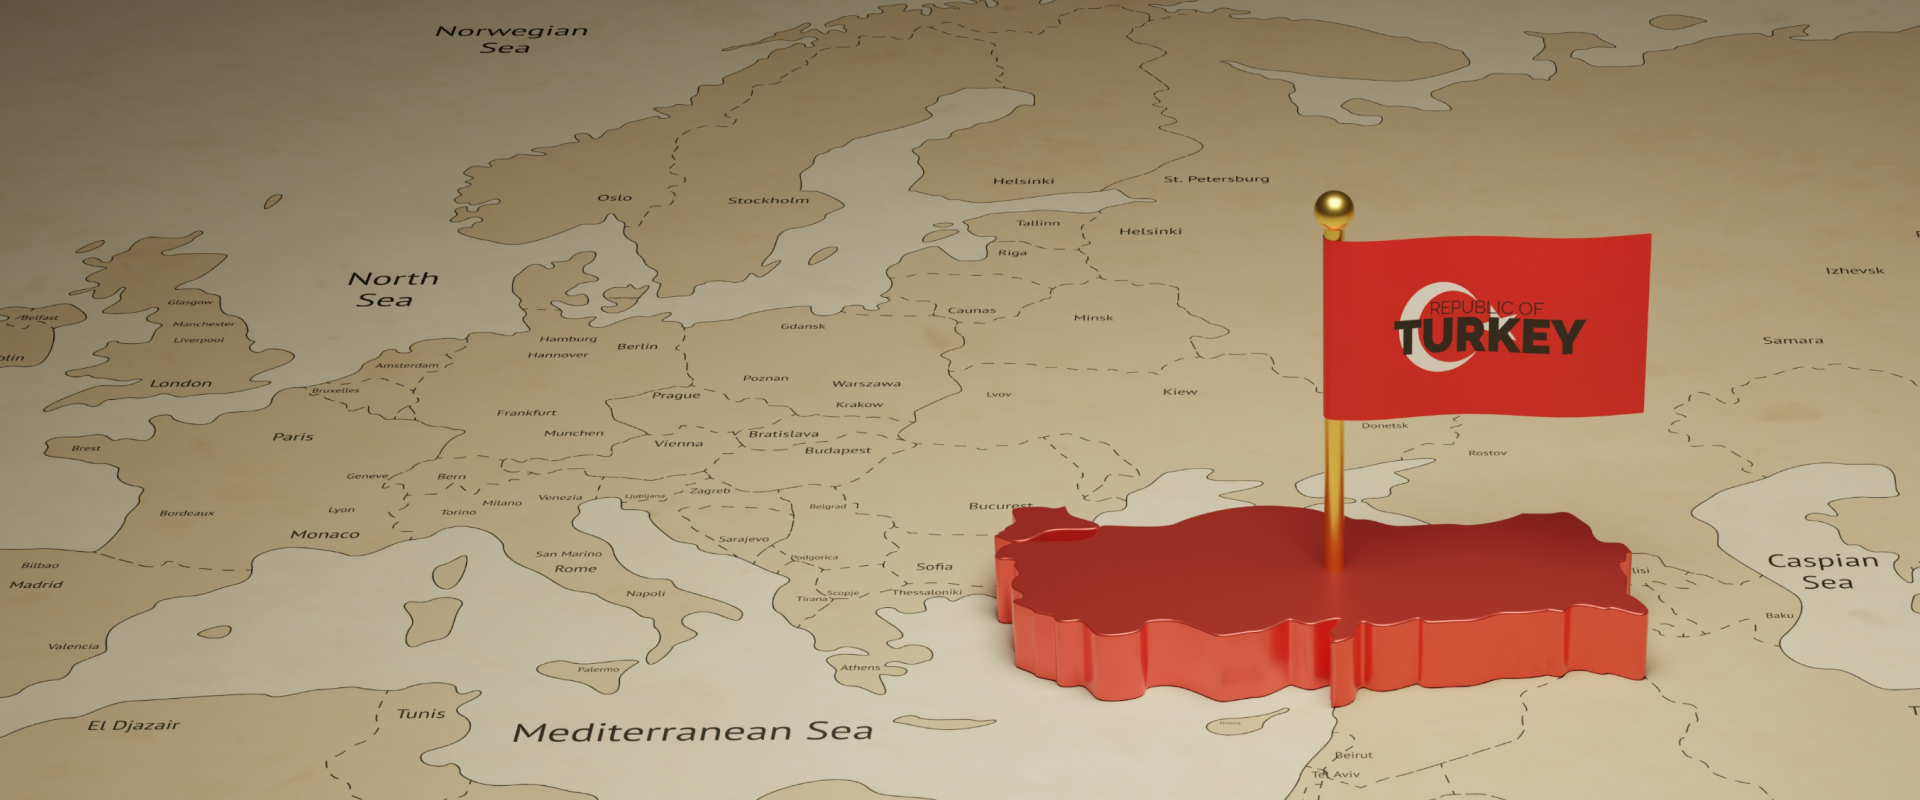 Norwegian
Sea
Oslo
Stockholm
Helsinki
St. Petersburg
Tallinn
Helsinki
Riga
North
Sea
Izhevsk
Glasgow
Belfast
Manchester
Liverpool
blin
London
Caunas
Minsk
Gdansk
Hamburg
Hannover
Berlin
Amsterdam
Bruxelles
Samara
REPUBLIC OF
TURKEY
Poznan
Warszawa
Krakow
Prague
Lvov
Kiew
Frankfurt
Munchen
Paris
Brest
Vienna
Bratislava
Budapest
Donetsk
Rostov
Geneve
Bern
Milano
Venezia
Ljubljana
Zagreb
Lyon
Torino
Bordeaux
Belgrad
Bucurest
Monaco
Sarajevo
San Marino
Rome
Podgorica
Sofia
Bilbao
Madrid
Napoli
Tirana
Scopje
Thessaloniki
lisi
Caspian
Sea
Baku
Valencia
Palermo
Athens
El Djazair
Tunis
Mediterranean Sea
Beirut
Tel Aviv